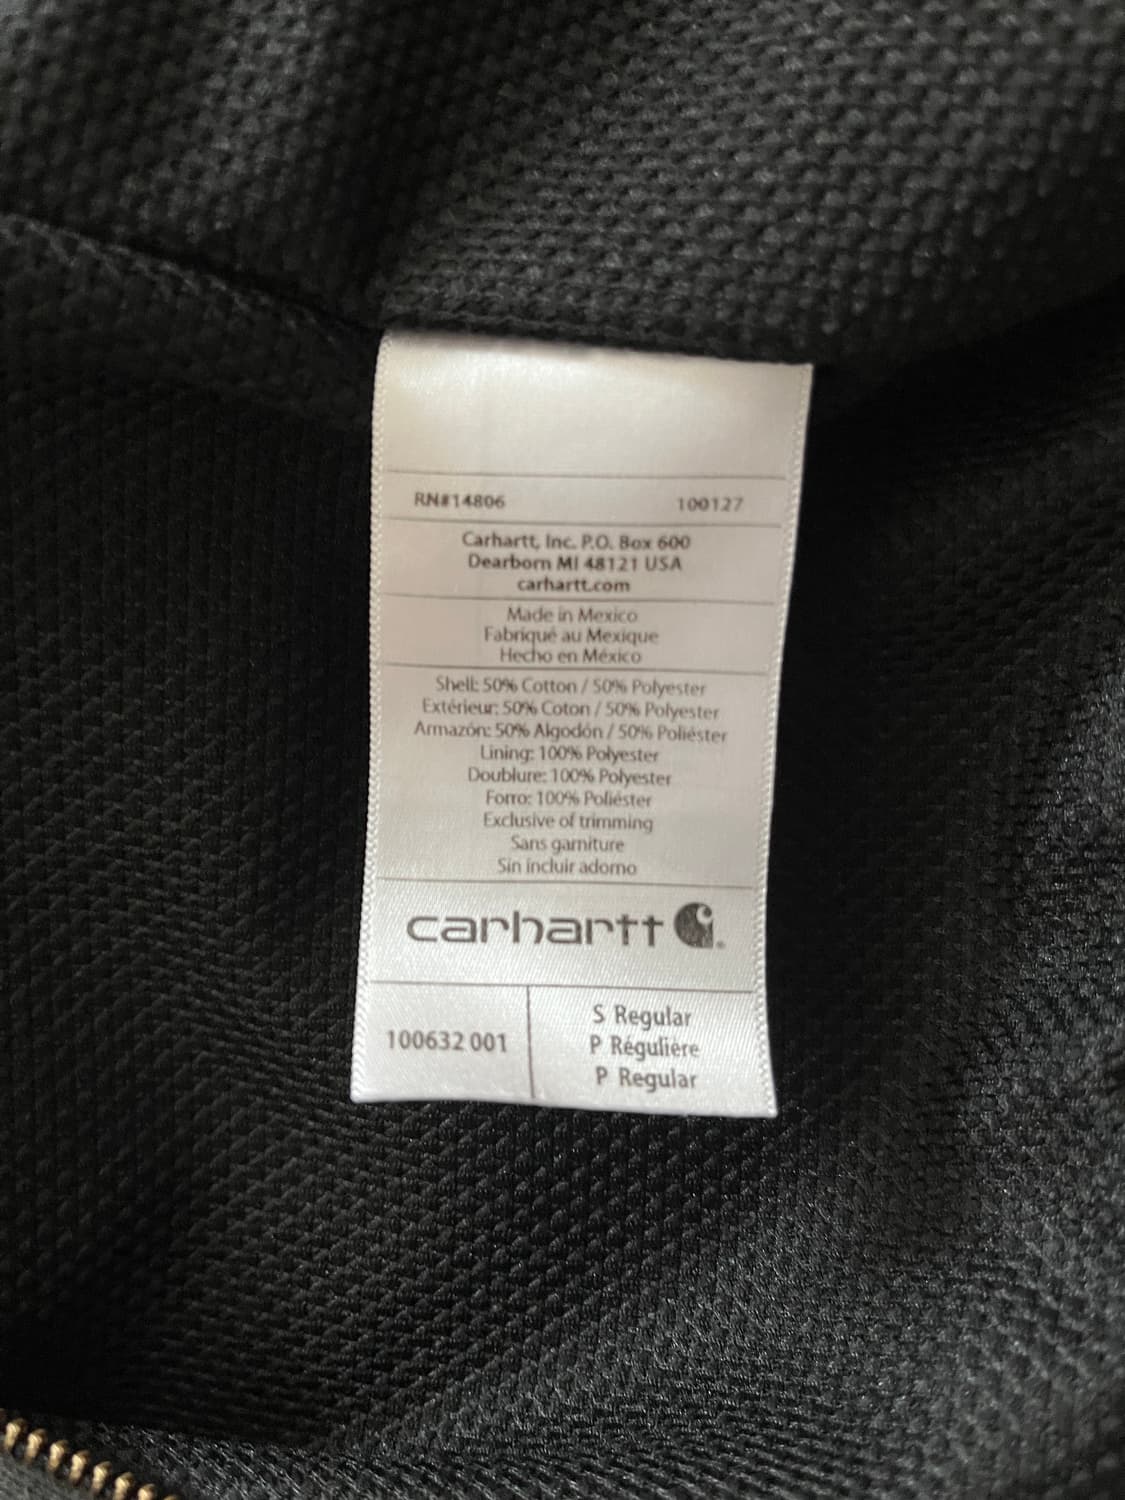 RN#14806 100127
Carhartt, Inc. P.O. Box 600
Dearborn MI 48121 USA
carhartt.com
Made in Mexico
Fabriqué au Mexique
Hecho en México
Shell: 50% Cotton / 50% Polyester
Extérieur: 50% Coton / 50% Polyester
Armazón: 50% Algodón / 50% Poliéster
Lining: 100% Polyester
Doublure: 100% Polyester
Forro: 100% Poliéster
Exclusive of trimming
Sans garniture
Sin incluir adorno
carhartt
100632 001
S Regular
P Régulière
P Regular